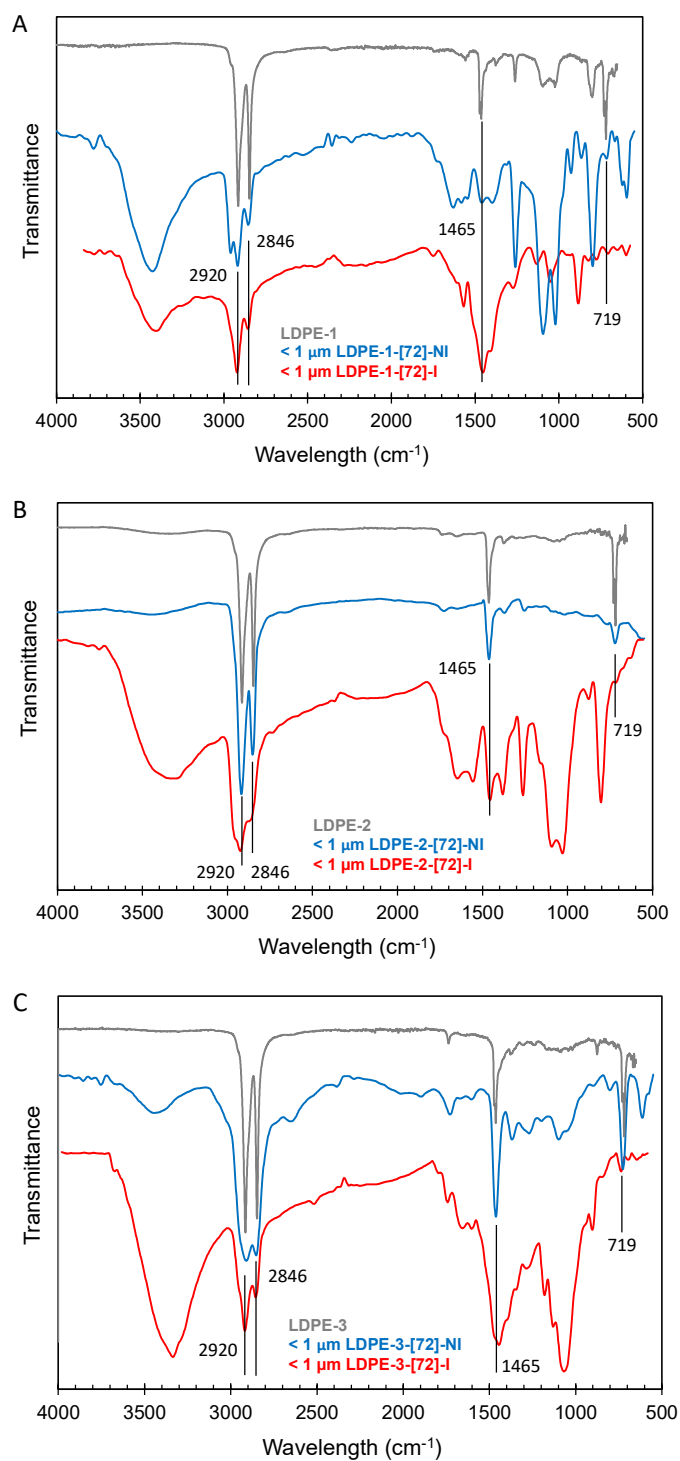 A
Transmittance
2846
1465
2920
719
LDPE-1
< 1 µm LDPE-1-[72]-NI
< 1 µm LDPE-1-[72]-I
4000 3500 3000 2500 2000 1500 1000 500
Wavelength (cm⁻¹)
B
Transmittance
1465
719
LDPE-2
< 1 µm LDPE-2-[72]-NI
< 1 µm LDPE-2-[72]-I
2920 2846
4000 3500 3000 2500 2000 1500 1000 500
Wavelength (cm⁻¹)
C
Transmittance
719
2846
LDPE-3
2920
< 1 µm LDPE-3-[72]-NI
< 1 µm LDPE-3-[72]-I
1465
4000 3500 3000 2500 2000 1500 1000 500
Wavelength (cm⁻¹)